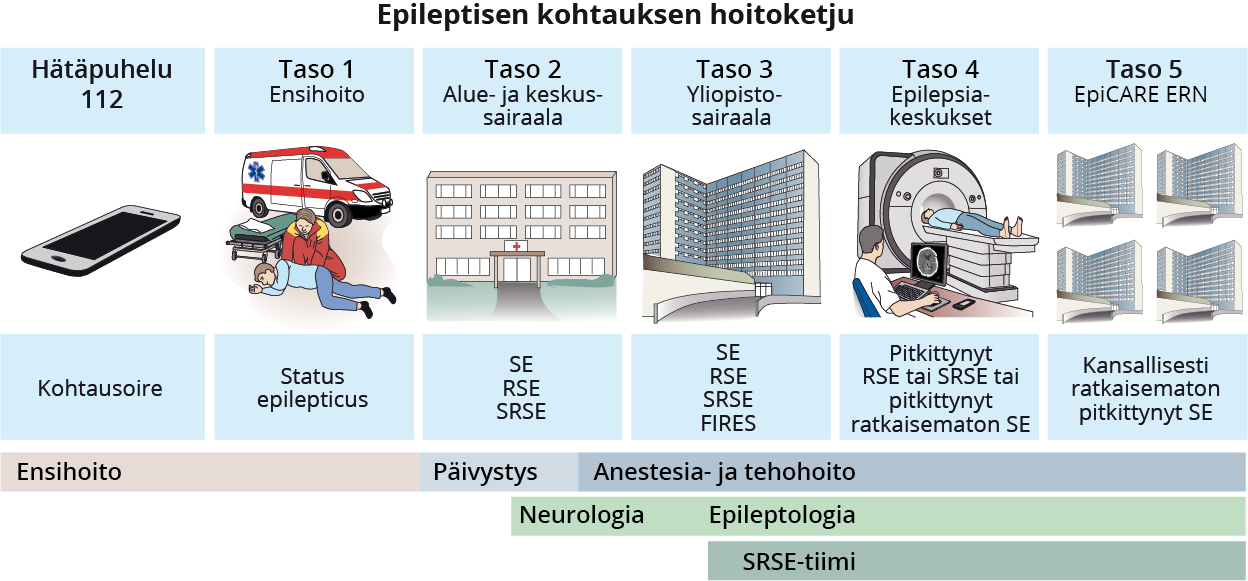 Epileptisen kohtauksen hoitoketju
Hätäpuhelu
112
Taso 1
Ensihoito
Taso 2
Alue- ja keskus-
sairaala
Taso 3
Yliopisto-
sairaala
Taso 4
Epilepsia-
keskukset
Taso 5
EpiCARE ERN
Kohtausoire
Status
epilepticus
SE
RSE
SRSE
SE
RSE
SRSE
FIRES
Pitkittynyt
RSE tai SRSE tai
pitkittynyt
ratkaisematon SE
Kansallisesti
ratkaisematon
pitkittynyt SE
Ensihoito
Päivystys
Anestesia- ja tehohoito
Neurologia
Epileptologia
SRSE-tiimi